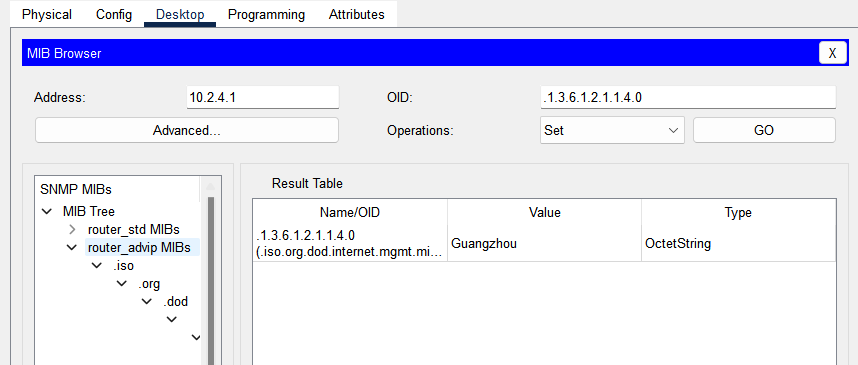 Physical Config Desktop Programming Attributes
MIB Browser X
Address: 10.2.4.1 OID: .1.3.6.1.2.1.1.4.0
Advanced... Operations: Set GO
SNMP MIBs
MIB Tree
router_std MIBs
router_advip MIBs
.iso
.org
.dod
Result Table
Name/OID Value Type
.1.3.6.1.2.1.1.4.0
(.iso.org.dod.internet.mgmt.mi... Guangzhou OctetString